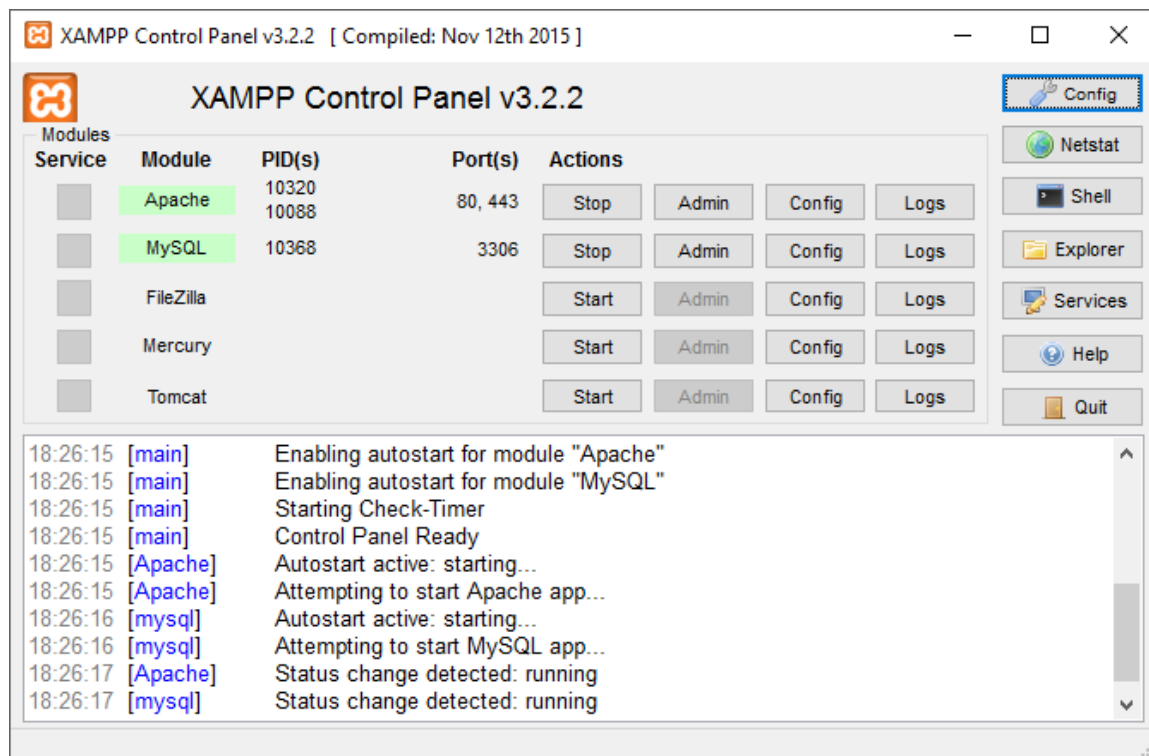 XAMPP Control Panel v3.2.2 [ Compiled: Nov 12th 2015 ]
XAMPP Control Panel v3.2.2
Config
Modules
Service Module PID(s) Port(s) Actions
Netstat
Apache 10320 10088 80, 443 Stop Admin Config Logs
Shell
MySQL 10368 3306 Stop Admin Config Logs
Explorer
FileZilla Start Admin Config Logs
Services
Mercury Start Admin Config Logs
Help
Tomcat Start Admin Config Logs
Quit
18:26:15 [main] Enabling autostart for module "Apache"
18:26:15 [main] Enabling autostart for module "MySQL"
18:26:15 [main] Starting Check-Timer
18:26:15 [main] Control Panel Ready
18:26:15 [Apache] Autostart active: starting...
18:26:15 [Apache] Attempting to start Apache app...
18:26:16 [mysql] Autostart active: starting...
18:26:16 [mysql] Attempting to start MySQL app...
18:26:17 [Apache] Status change detected: running
18:26:17 [mysql] Status change detected: running